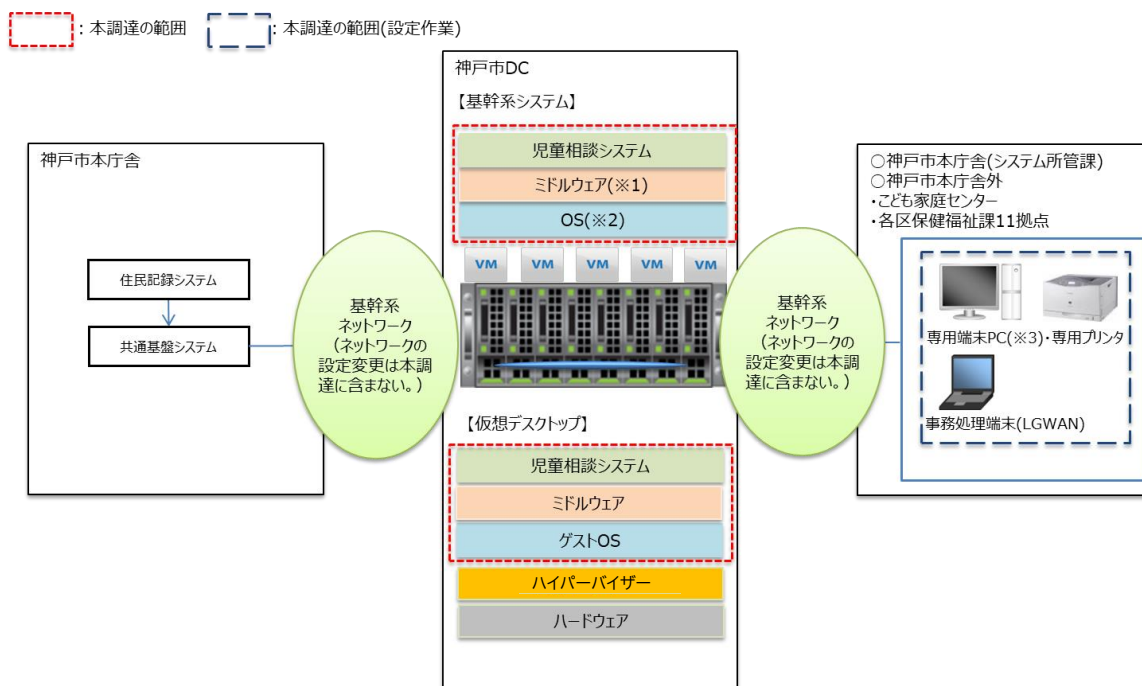 ：本調達の範囲
：本調達の範囲(設定作業)
神戸市本庁舎
住民記録システム
共通基盤システム
基幹系
ネットワーク
（ネットワークの
設定変更は本調
達に含まない。）
神戸市DC
【基幹系システム】
児童相談システム
ミドルウェア(※1)
OS(※2)
VM
VM
VM
VM
VM
【仮想デスクトップ】
児童相談システム
ミドルウェア
ゲストOS
ハイパーバイザー
ハードウェア
基幹系
ネットワーク
（ネットワークの
設定変更は本調
達に含まない。）
○神戸市本庁舎(システム所管課)
○神戸市本庁舎外
・こども家庭センター
・各区保健福祉課11拠点
専用端末PC(※3)・専用プリンタ
事務処理端末(LGWAN)